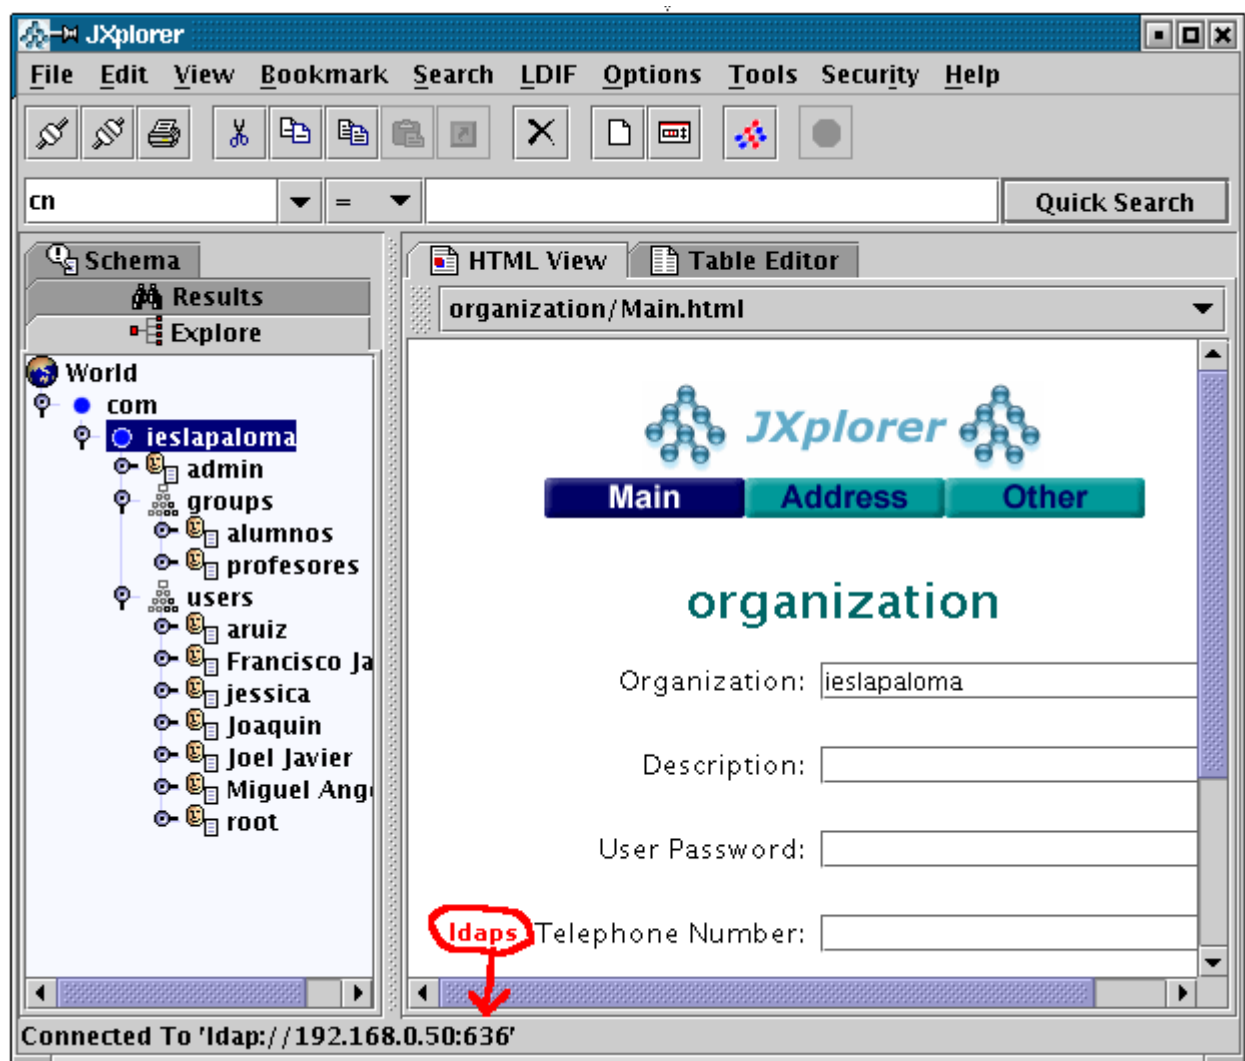 JXplorer
File Edit View Bookmark Search LDIF Options Tools Security Help
cn = Quick Search
Schema
Results
Explore
World
com
ieslapaloma
admin
groups
alumnos
profesores
users
aruiz
Francisco Ja
jessica
Joaquin
Joel Javier
Miguel Ang
root
HTML View Table Editor
organization/Main.html
JXplorer
Main Address Other
organization
Organization: ieslapaloma
Description:
User Password:
ldaps Telephone Number:
Connected To 'ldap://192.168.0.50:636'